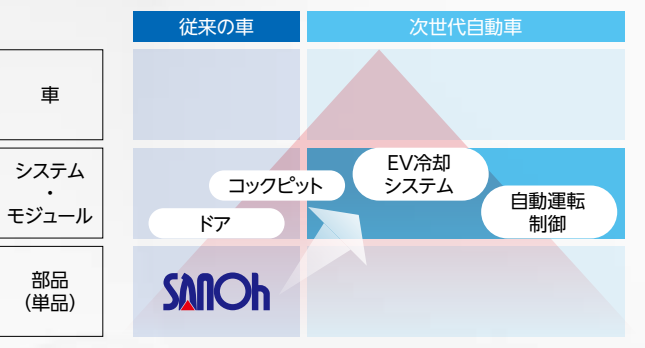 従来の車
次世代自動車
車
システム
・
モジュール
コックピット
EV冷却
システム
ドア
自動運転
制御
部品
(単品)
SANOh